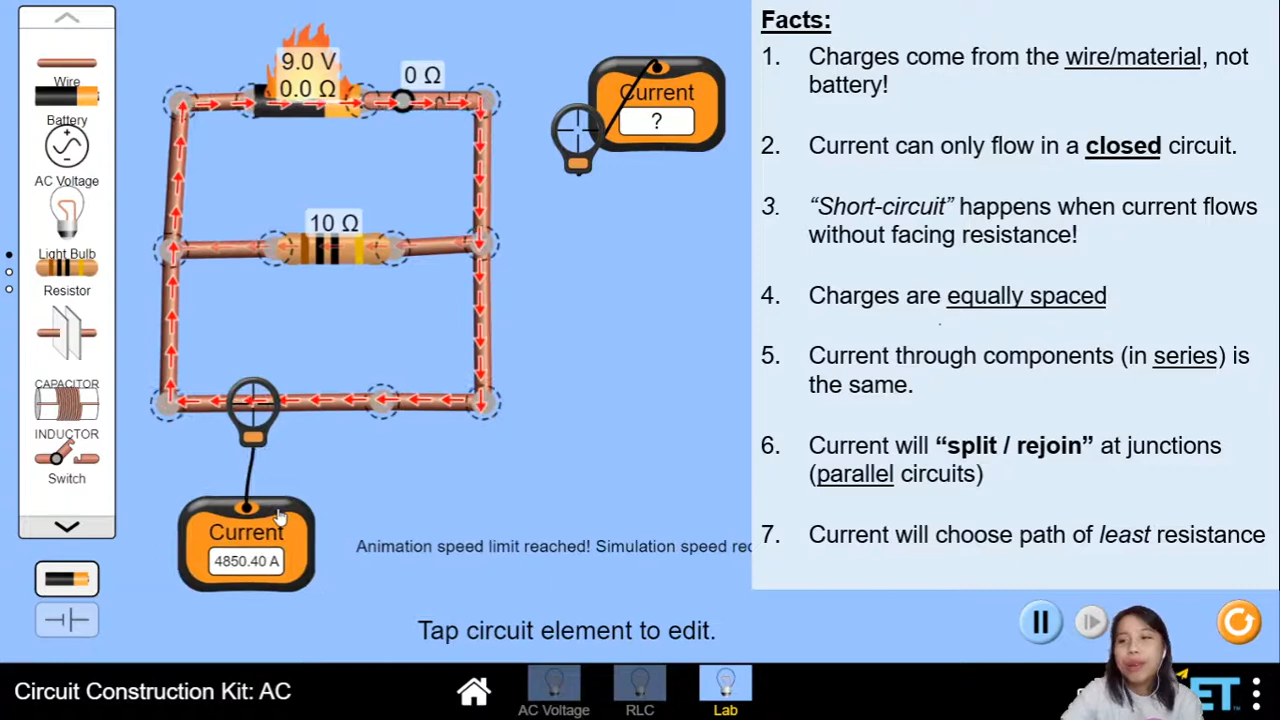 Wire
Battery
AC Voltage
Light Bulb
Resistor
CAPACITOR
INDUCTOR
Switch
9.0 V
0.0 Ω
0 Ω
10 Ω
Current
?
Current
4850.40 A
Animation speed limit reached! Simulation speed rec
Tap circuit element to edit.
Facts:
1. Charges come from the wire/material, not
battery!
2. Current can only flow in a closed circuit.
3. “Short-circuit” happens when current flows
without facing resistance!
4. Charges are equally spaced
5. Current through components (in series) is
the same.
6. Current will “split / rejoin” at junctions
(parallel circuits)
7. Current will choose path of least resistance
Circuit Construction Kit: AC
AC Voltage
RLC
Lab
ET